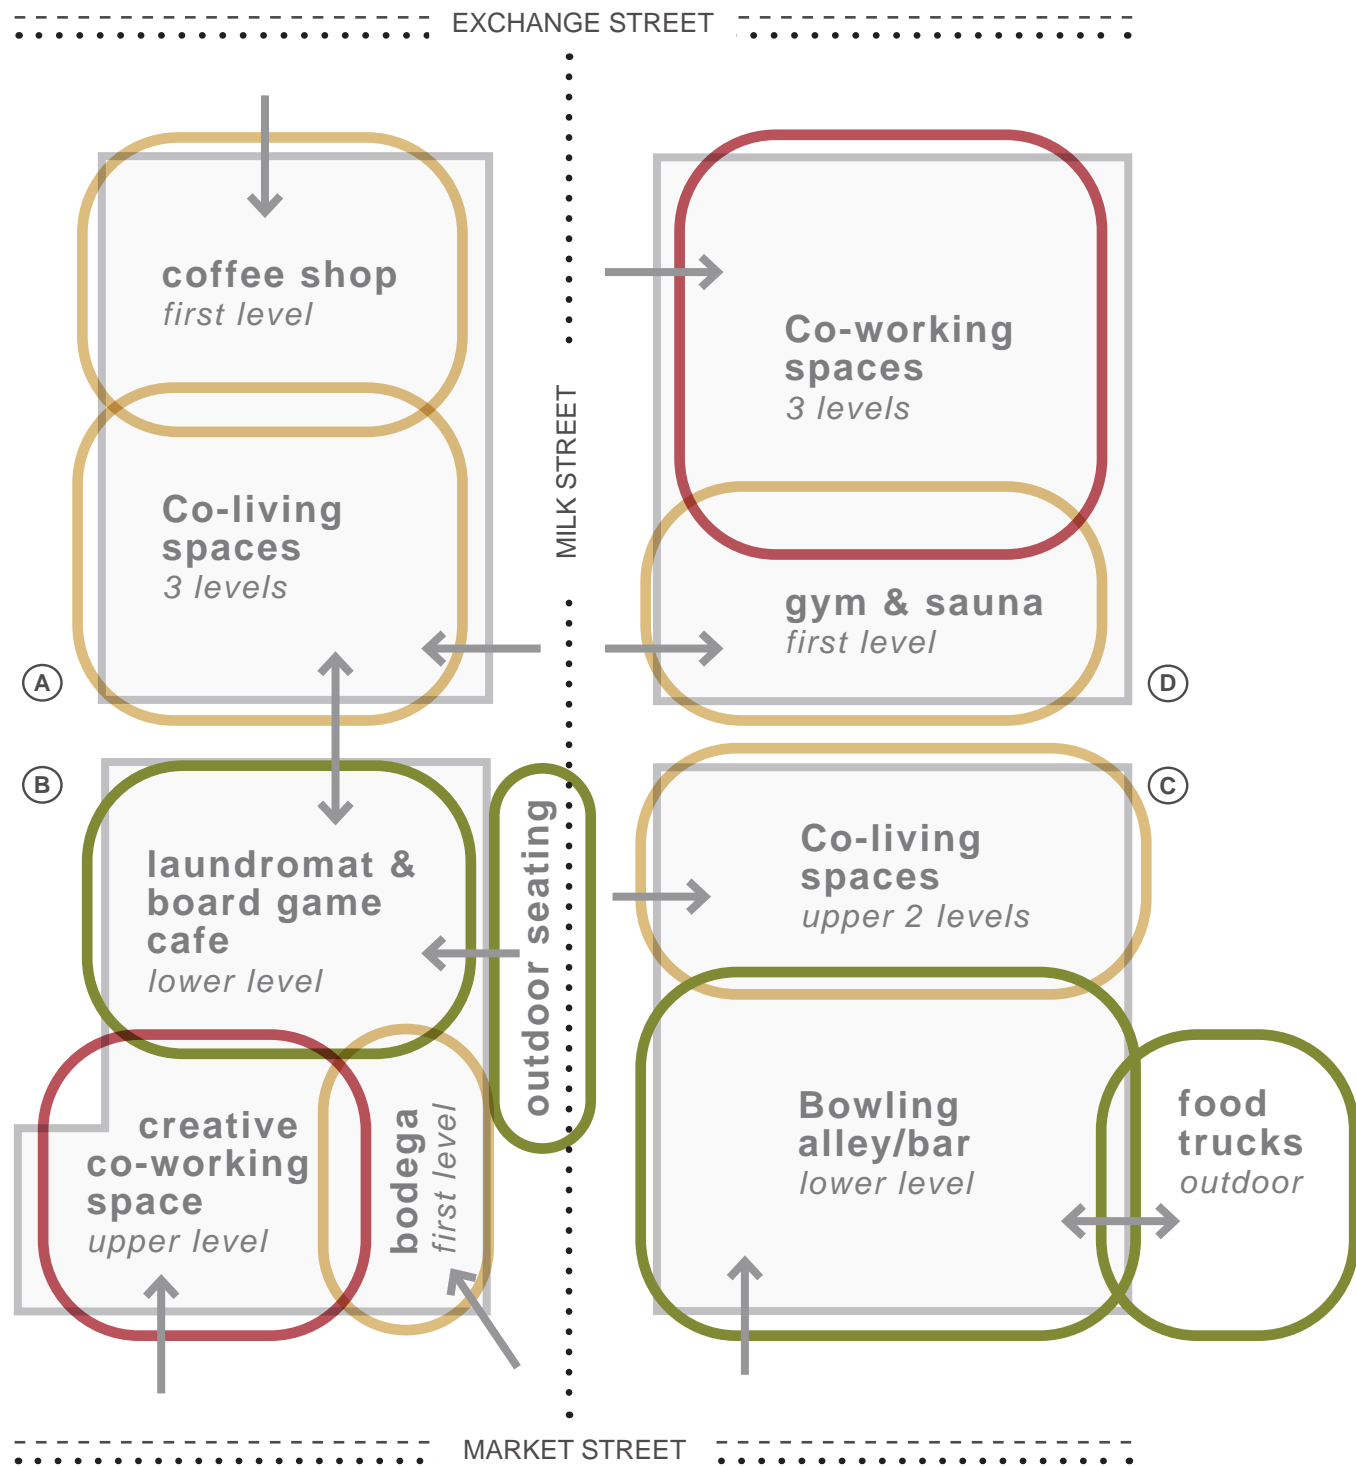 EXCHANGE STREET
coffee shop
first level
Co-living
spaces
3 levels
A
MILK STREET
Co-working
spaces
3 levels
gym & sauna
first level
D
B
laundromat &
board game
cafe
lower level
outdoor seating
creative
co-working
space
upper level
bodega
first level
C
Co-living
spaces
upper 2 levels
Bowling
alley/bar
lower level
food
trucks
outdoor
MARKET STREET